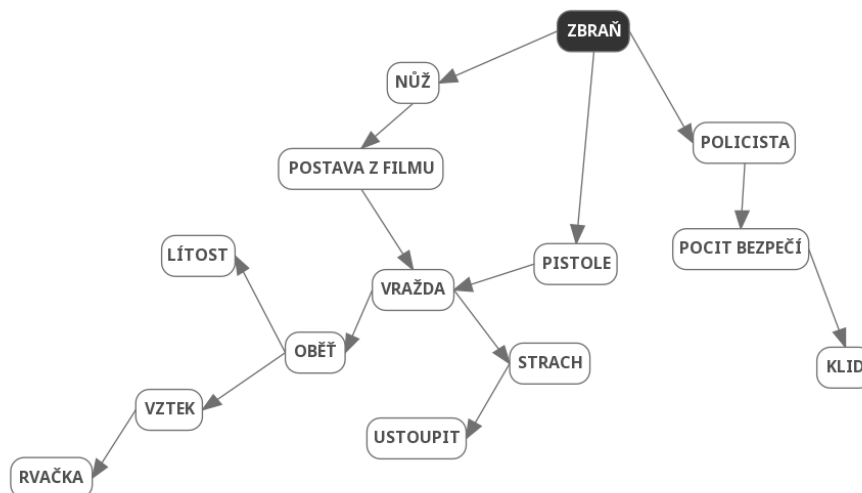 ZBRAŇ
NŮŽ
POLICISTA
POSTAVA Z FILMU
LÍTOST
POCIT BEZPEČÍ
PISTOLE
VRAŽDA
OBĚŤ
STRACH
KLID
VZTEK
USTOUPIT
RVAČKA